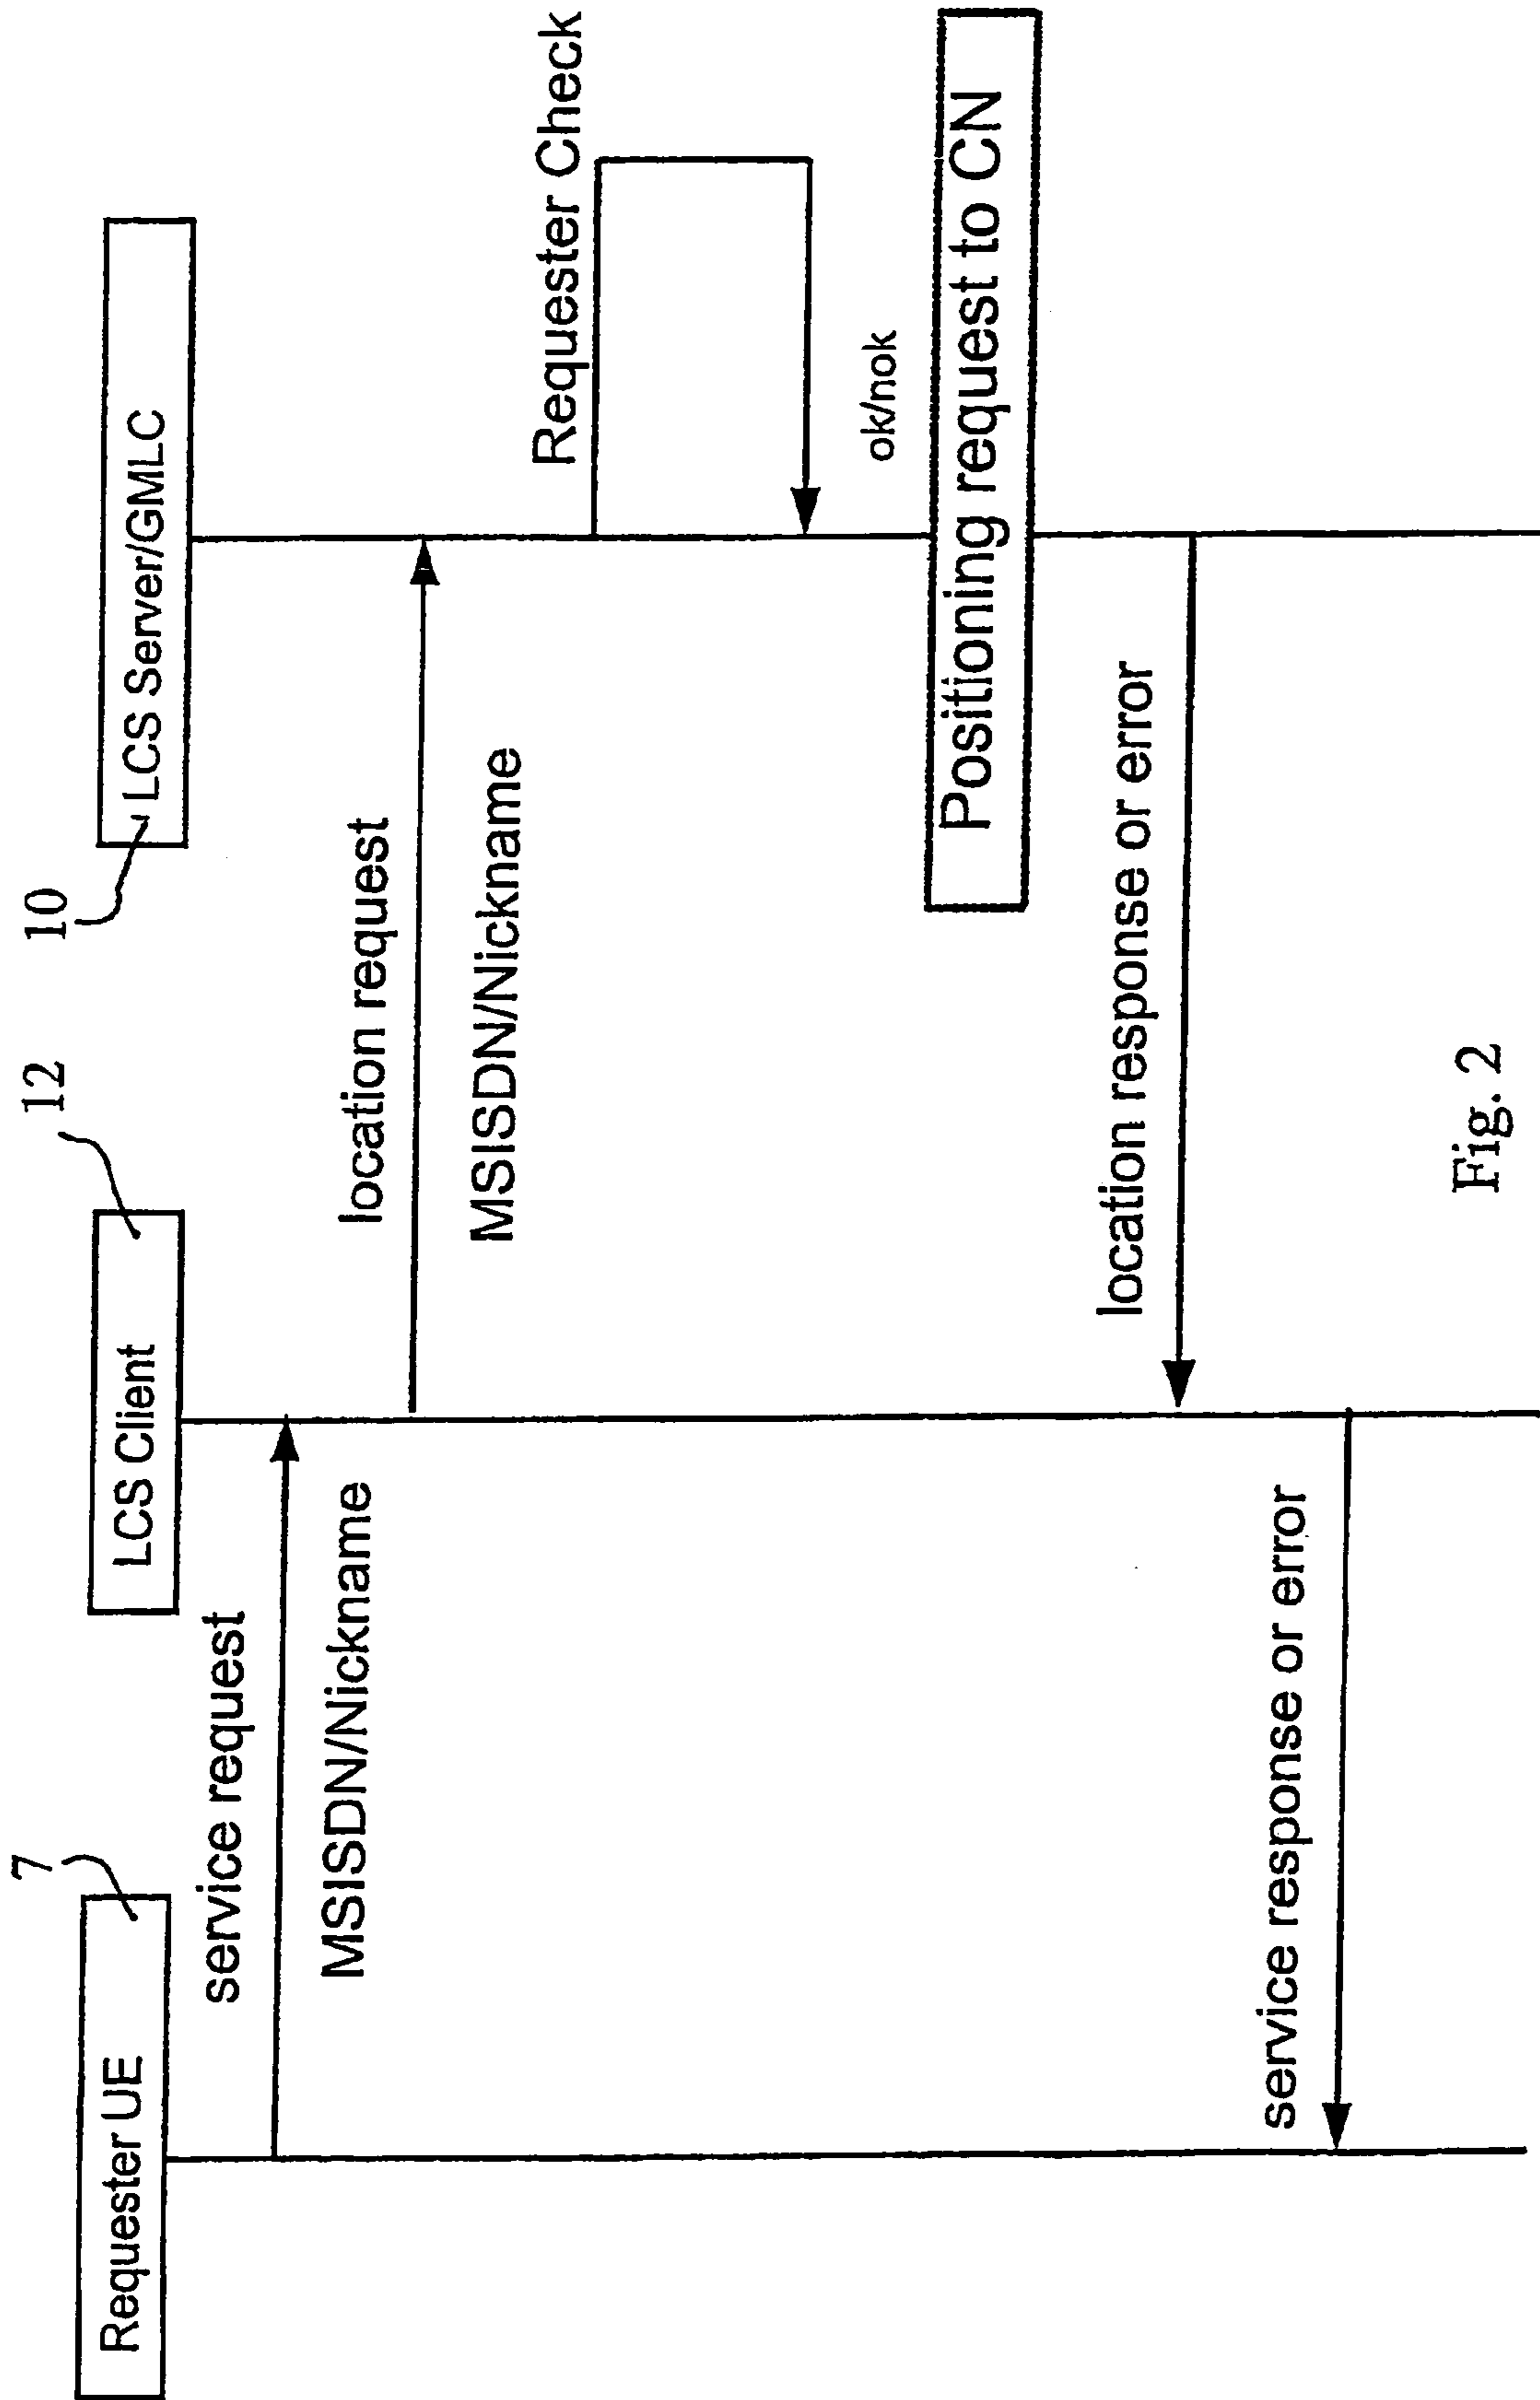 7
12
10
Requester UE
LCS Client
LCS Server/GMLC
service request
MSISDN/Nickname
location request
MSISDN/Nickname
Requester Check
ok/nok
Positioning request to CN
location response or error
service response or error
Fig. 2